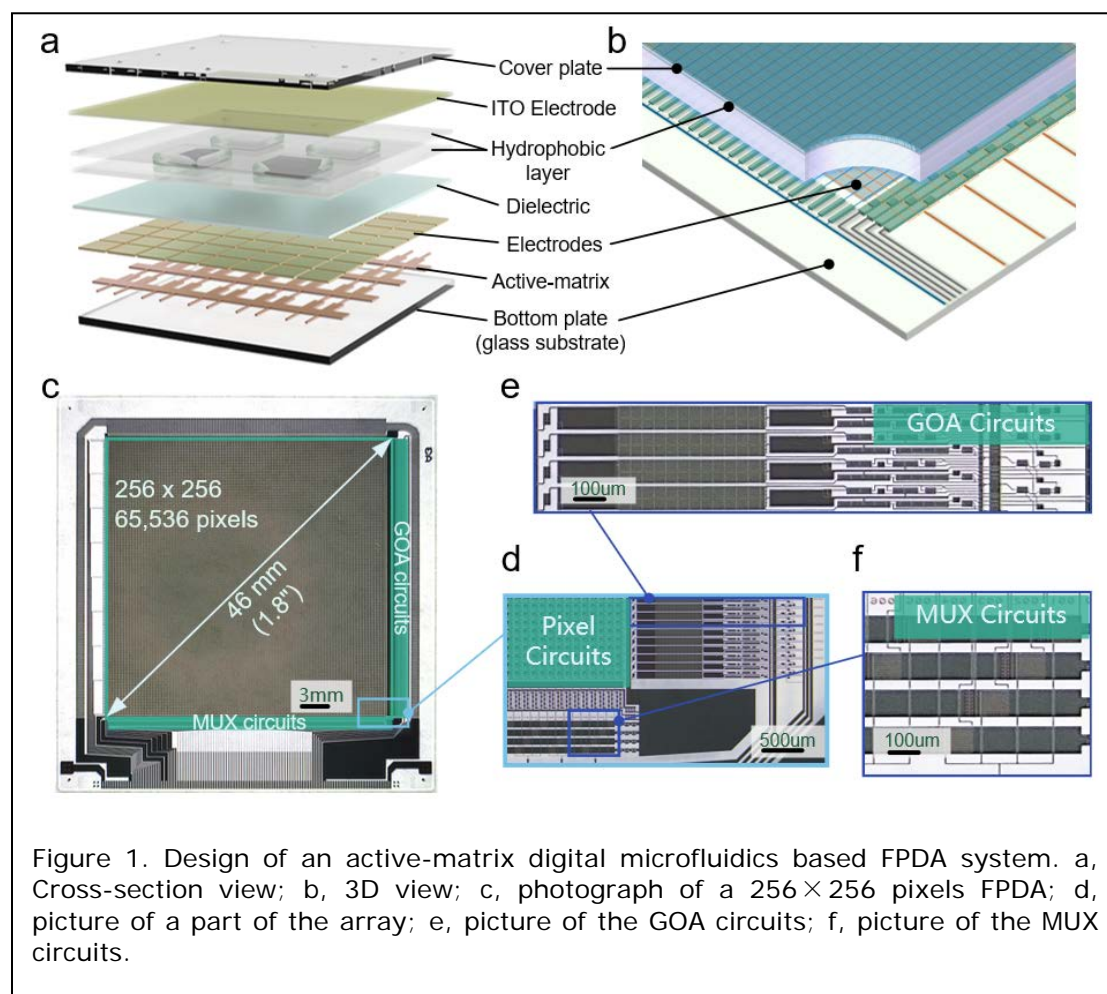 a
b
Cover plate
ITO Electrode
Hydrophobic
layer
Dielectric
Electrodes
Active-matrix
Bottom plate
(glass substrate)
c
256 x 256
65,536 pixels
46 mm
(1.8")
GOA circuits
3mm
MUX circuits
e
GOA Circuits
100um
d
Pixel
Circuits
500um
f
MUX Circuits
100um
Figure 1. Design of an active-matrix digital microfluidics based FPDA system. a,
Cross-section view; b, 3D view; c, photograph of a 256×256 pixels FPDA; d,
picture of a part of the array; e, picture of the GOA circuits; f, picture of the MUX
circuits.